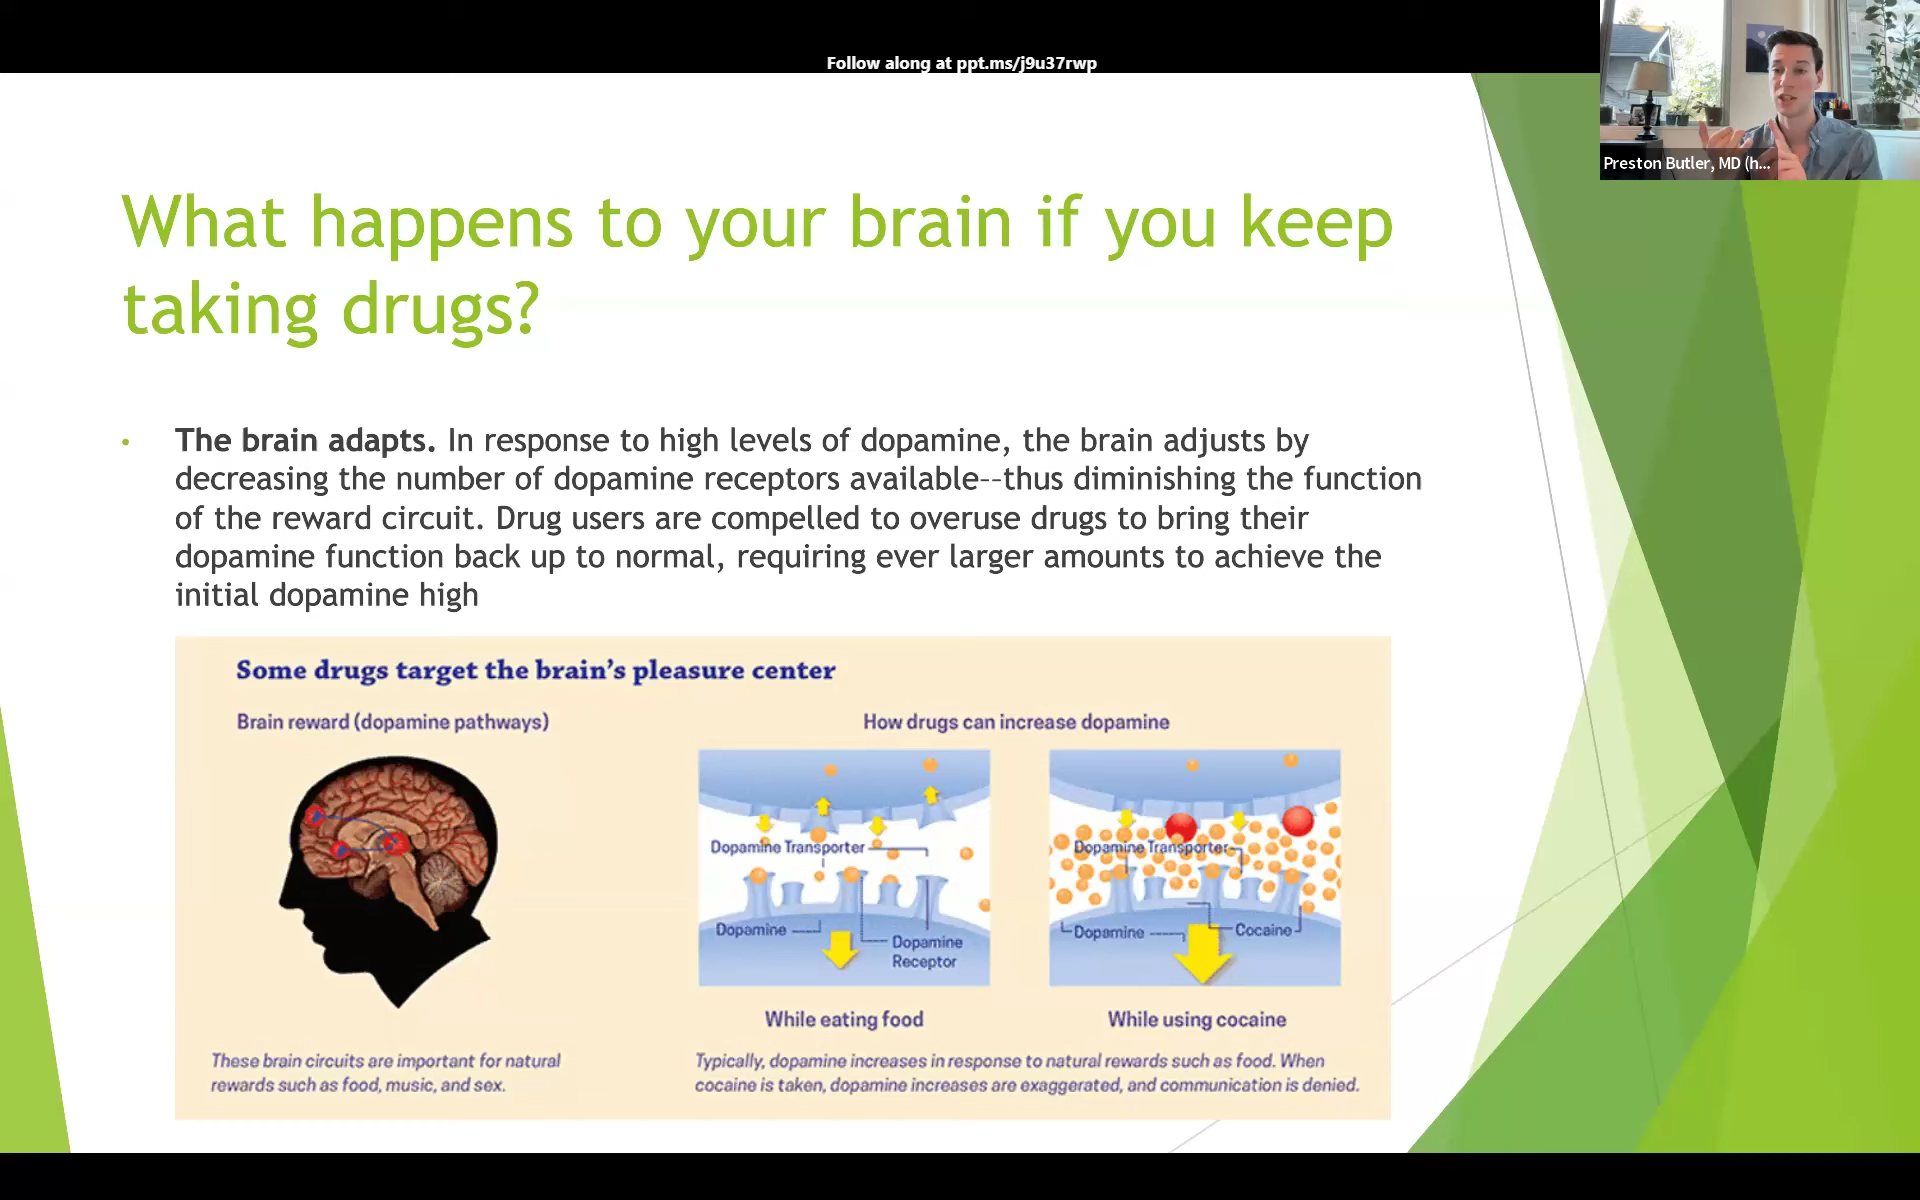 Follow along at ppt.ms/j9u37rwp
Preston Butler, MD (h...
What happens to your brain if you keep
taking drugs?
• The brain adapts. In response to high levels of dopamine, the brain adjusts by
decreasing the number of dopamine receptors available--thus diminishing the function
of the reward circuit. Drug users are compelled to overuse drugs to bring their
dopamine function back up to normal, requiring ever larger amounts to achieve the
initial dopamine high
Some drugs target the brain's pleasure center
Brain reward (dopamine pathways)
How drugs can increase dopamine
Dopamine Transporter
Dopamine
Dopamine
Receptor
Dopamine Transporter
Dopamine
Cocaine
While eating food
While using cocaine
These brain circuits are important for natural
rewards such as food, music, and sex.
Typically, dopamine increases in response to natural rewards such as food. When
cocaine is taken, dopamine increases are exaggerated, and communication is denied.